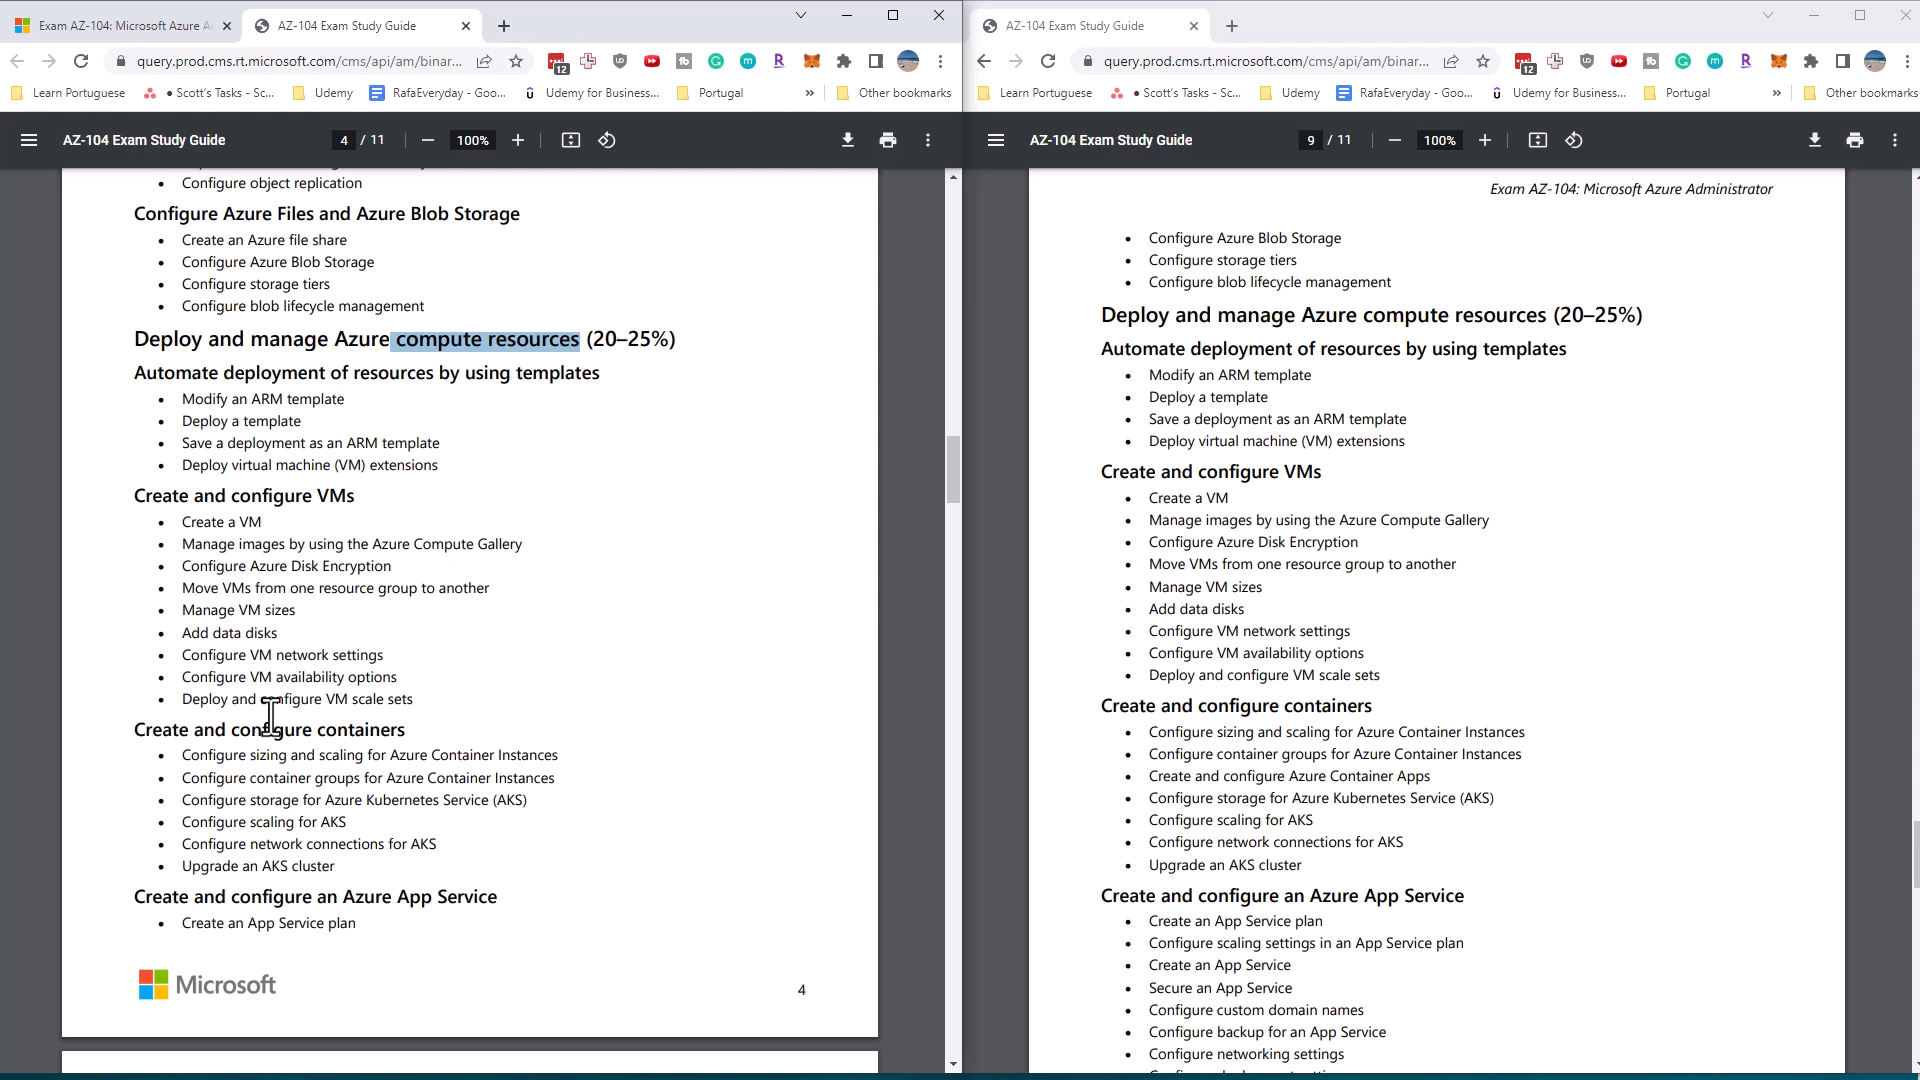 Exam AZ-104: Microsoft Azure A
AZ-104 Exam Study Guide
query.prod.cms.rt.microsoft.com/cms/api/am/binar...
12
Learn Portuguese
• Scott's Tasks - Sc...
Udemy
RafaEveryday - Goo...
Udemy for Business...
Portugal
»
Other bookmarks
AZ-104 Exam Study Guide
4 / 11
100%
• Configure object replication
Configure Azure Files and Azure Blob Storage
• Create an Azure file share
• Configure Azure Blob Storage
• Configure storage tiers
• Configure blob lifecycle management
Deploy and manage Azure compute resources (20–25%)
Automate deployment of resources by using templates
• Modify an ARM template
• Deploy a template
• Save a deployment as an ARM template
• Deploy virtual machine (VM) extensions
Create and configure VMs
• Create a VM
• Manage images by using the Azure Compute Gallery
• Configure Azure Disk Encryption
• Move VMs from one resource group to another
• Manage VM sizes
• Add data disks
• Configure VM network settings
• Configure VM availability options
• Deploy and configure VM scale sets
Create and configure containers
• Configure sizing and scaling for Azure Container Instances
• Configure container groups for Azure Container Instances
• Configure storage for Azure Kubernetes Service (AKS)
• Configure scaling for AKS
• Configure network connections for AKS
• Upgrade an AKS cluster
Create and configure an Azure App Service
• Create an App Service plan
Microsoft
4
AZ-104 Exam Study Guide
query.prod.cms.rt.microsoft.com/cms/api/am/binar...
12
Learn Portuguese
• Scott's Tasks - Sc...
Udemy
RafaEveryday - Goo...
Udemy for Business...
Portugal
»
Other bookmarks
AZ-104 Exam Study Guide
9 / 11
100%
Exam AZ-104: Microsoft Azure Administrator
• Configure Azure Blob Storage
• Configure storage tiers
• Configure blob lifecycle management
Deploy and manage Azure compute resources (20–25%)
Automate deployment of resources by using templates
• Modify an ARM template
• Deploy a template
• Save a deployment as an ARM template
• Deploy virtual machine (VM) extensions
Create and configure VMs
• Create a VM
• Manage images by using the Azure Compute Gallery
• Configure Azure Disk Encryption
• Move VMs from one resource group to another
• Manage VM sizes
• Add data disks
• Configure VM network settings
• Configure VM availability options
• Deploy and configure VM scale sets
Create and configure containers
• Configure sizing and scaling for Azure Container Instances
• Configure container groups for Azure Container Instances
• Create and configure Azure Container Apps
• Configure storage for Azure Kubernetes Service (AKS)
• Configure scaling for AKS
• Configure network connections for AKS
• Upgrade an AKS cluster
Create and configure an Azure App Service
• Create an App Service plan
• Configure scaling settings in an App Service plan
• Create an App Service
• Secure an App Service
• Configure custom domain names
• Configure backup for an App Service
• Configure networking settings